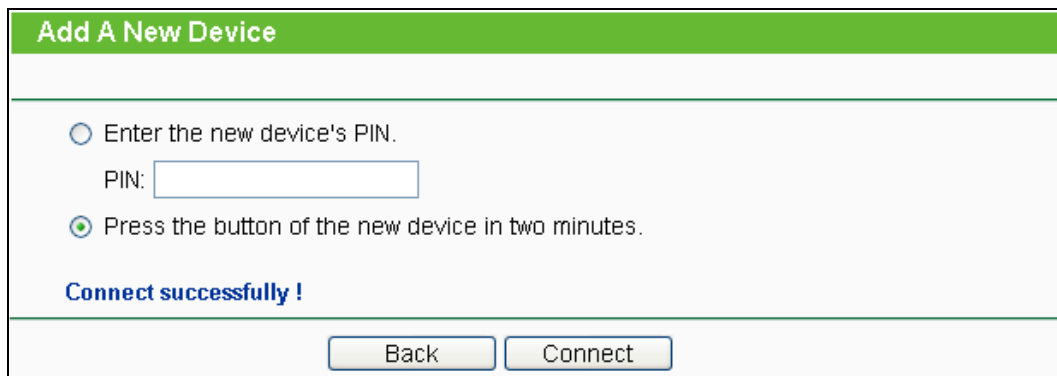 Add A New Device
Enter the new device's PIN.
PIN:
Press the button of the new device in two minutes.
Connect successfully !
Back Connect